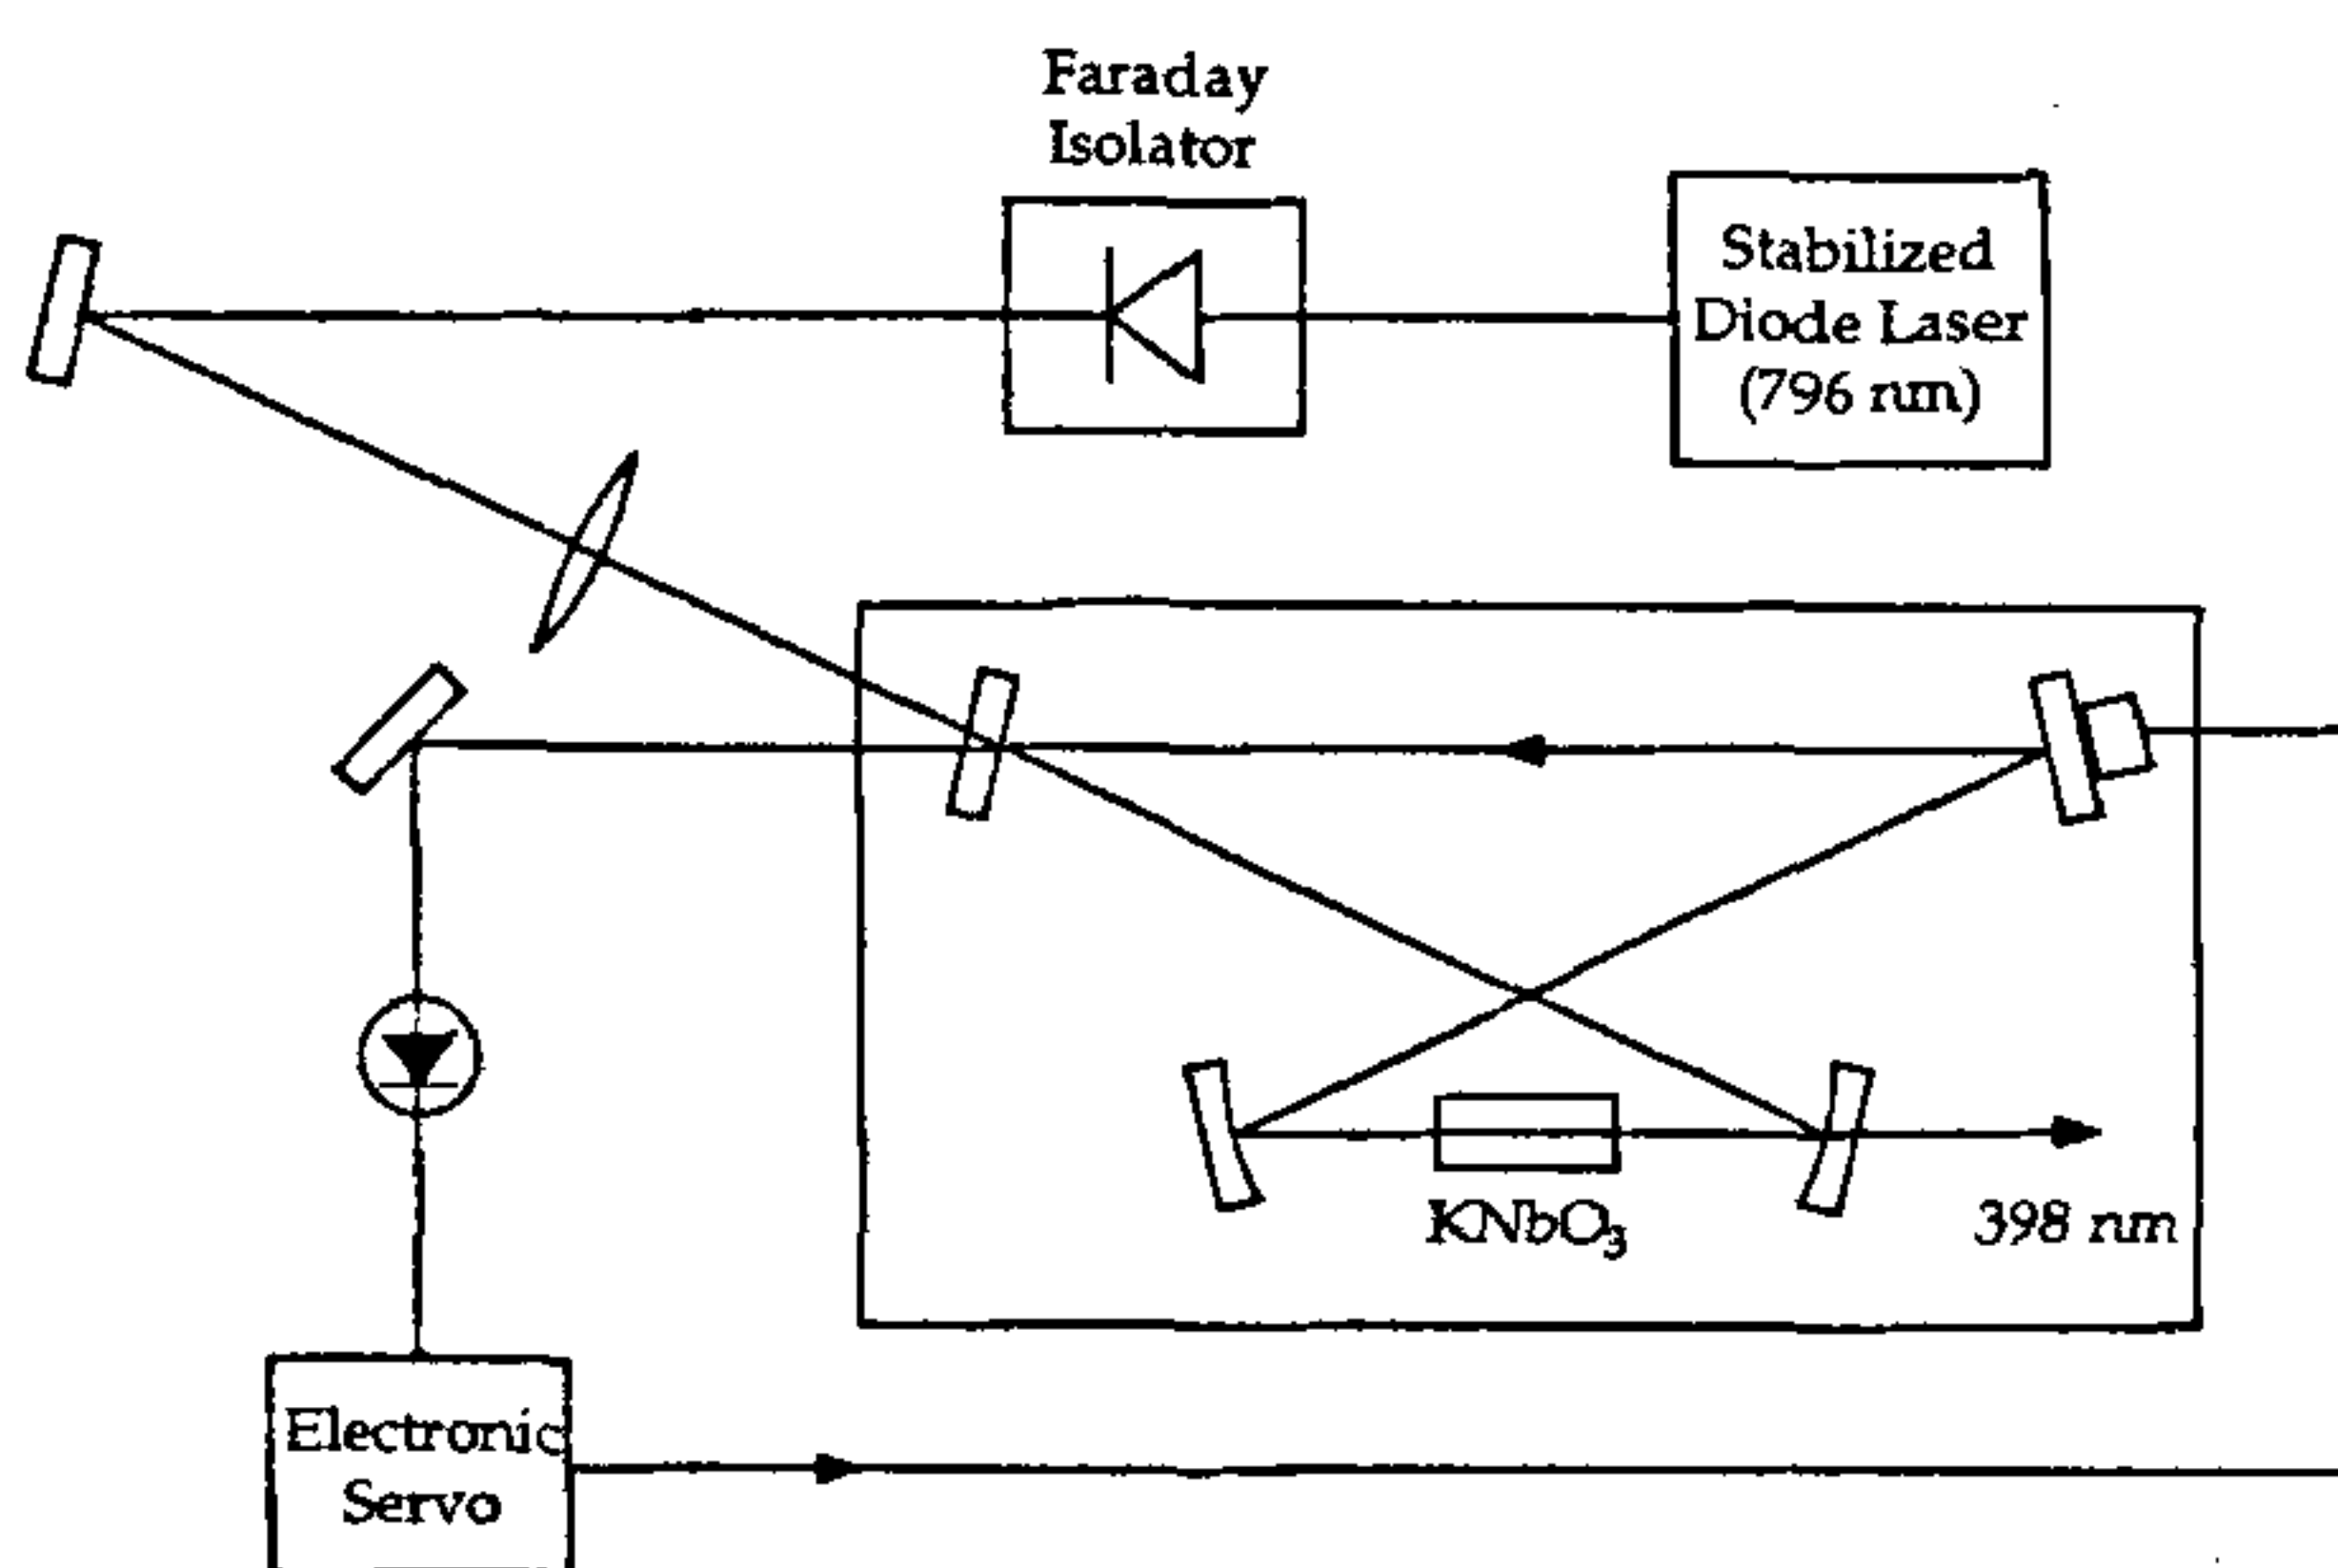 Faraday
Isolator
Stabilized
Diode Laser
(796 nm)
KNbO₃
398 nm
Electronic
Servo